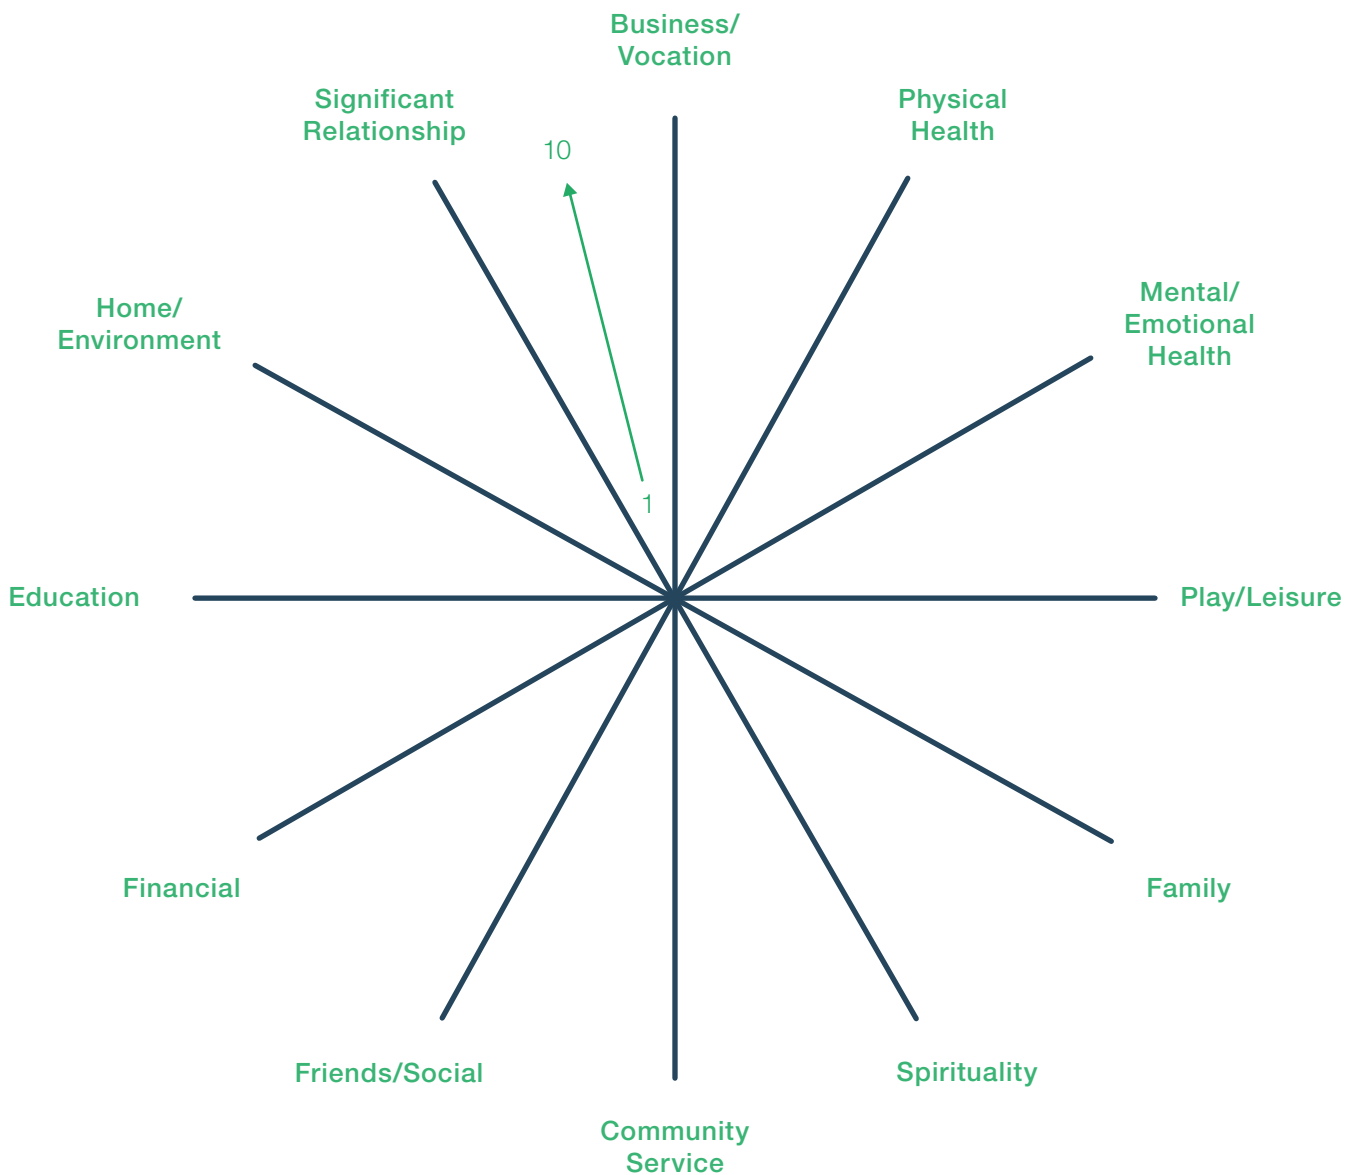 Business/
Vocation
Significant
Relationship
Physical
Health
10
Home/
Environment
Mental/
Emotional
Health
1
Education
Play/Leisure
Financial
Family
Friends/Social
Spirituality
Community
Service